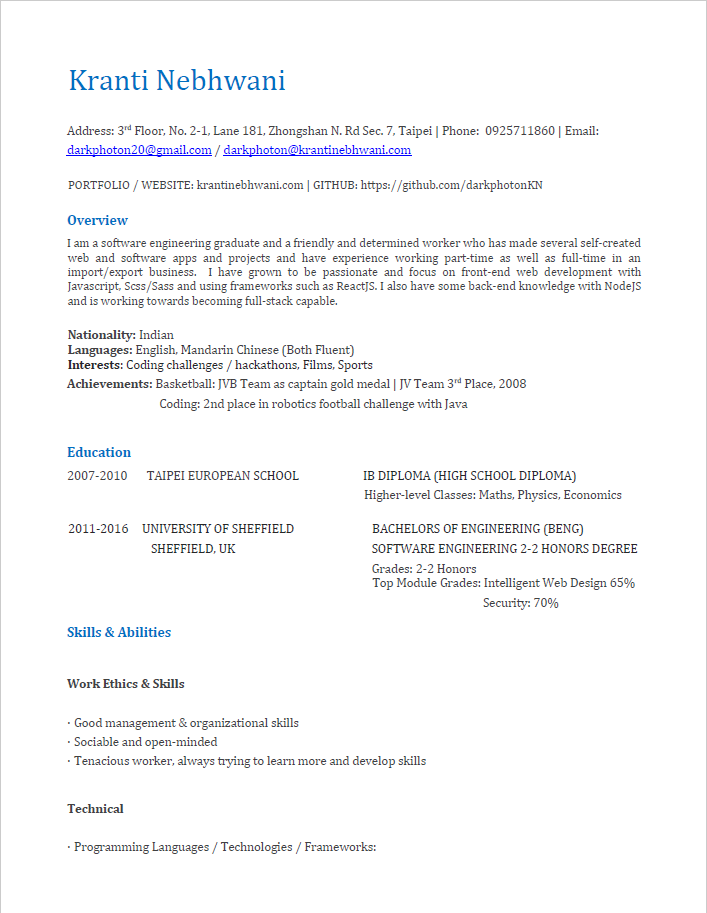 Kranti Nebhwani
Address: 3rd Floor, No. 2-1, Lane 181, Zhongshan N. Rd Sec. 7, Taipei | Phone:  0925711860 | Email:
darkphoton20@gmail.com / darkphoton@krantinebhwani.com
PORTFOLIO / WEBSITE: krantinebhwani.com | GITHUB: https://github.com/darkphotonKN
Overview
I am a software engineering graduate and a friendly and determined worker who has made several self-created
web and software apps and projects and have experience working part-time as well as full-time in an
import/export business.  I have grown to be passionate and focus on front-end web development with
Javascript, Scss/Sass and using frameworks such as ReactJS. I also have some back-end knowledge with NodeJS
and is working towards becoming full-stack capable.
Nationality: Indian
Languages: English, Mandarin Chinese (Both Fluent)
Interests: Coding challenges / hackathons, Films, Sports
Achievements: Basketball: JVB Team as captain gold medal | JV Team 3rd Place, 2008
Coding: 2nd place in robotics football challenge with Java
Education
2007-2010 TAIPEI EUROPEAN SCHOOL IB DIPLOMA (HIGH SCHOOL DIPLOMA)
Higher-level Classes: Maths, Physics, Economics
2011-2016 UNIVERSITY OF SHEFFIELD BACHELORS OF ENGINEERING (BENG)
SHEFFIELD, UK SOFTWARE ENGINEERING 2-2 HONORS DEGREE
Grades: 2-2 Honors
Top Module Grades: Intelligent Web Design 65%
Security: 70%
Skills & Abilities
Work Ethics & Skills
· Good management & organizational skills
· Sociable and open-minded
· Tenacious worker, always trying to learn more and develop skills
Technical
· Programming Languages / Technologies / Frameworks: